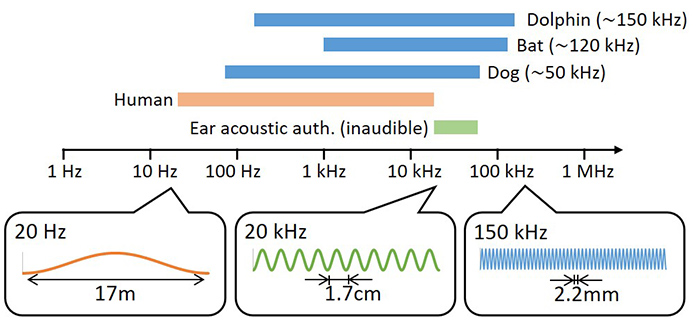 Dolphin (~150 kHz)
Bat (~120 kHz)
Dog (~50 kHz)
Human
Ear acoustic auth. (inaudible)
1 Hz 10 Hz 100 Hz 1 kHz 10 kHz 100 kHz 1 MHz
20 Hz 20 kHz 150 kHz
17m 1.7cm 2.2mm